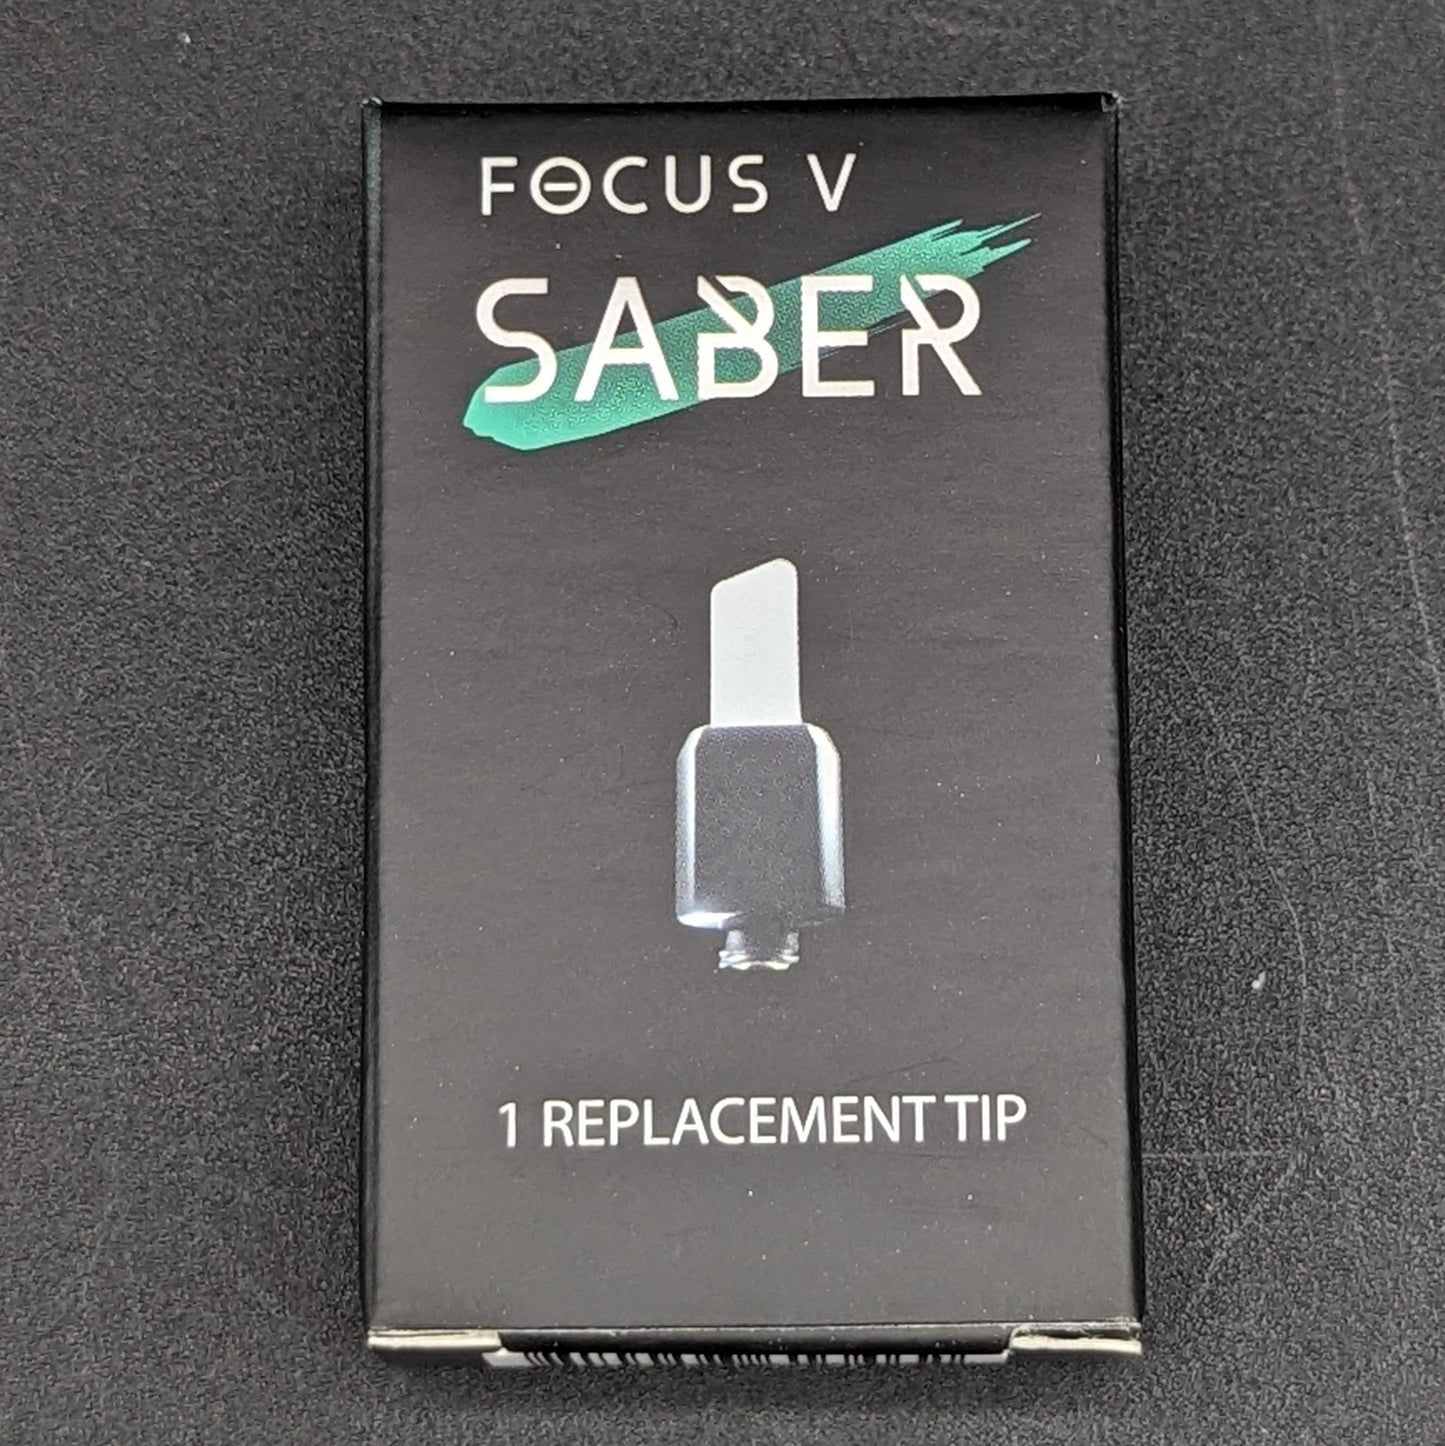 FOCUS V
SABER
1 REPLACEMENT TIP